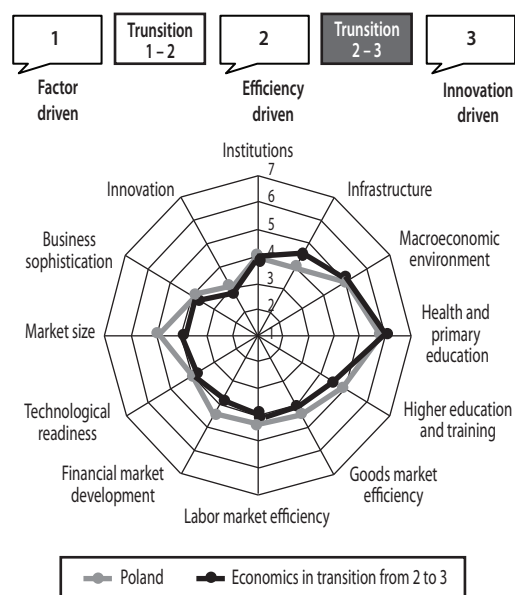 1
Transition
1 – 2
2
Transition
2 – 3
3
Factor
driven
Efficiency
driven
Innovation
driven
Institutions
7
6
5
4
3
2
1
Infrastructure
Macroeconomic
environment
Health and
primary
education
Higher education
and training
Goods market
efficiency
Labor market efficiency
Financial market
development
Technological
readiness
Market size
Business
sophistication
Innovation
Poland
Economics in transition from 2 to 3